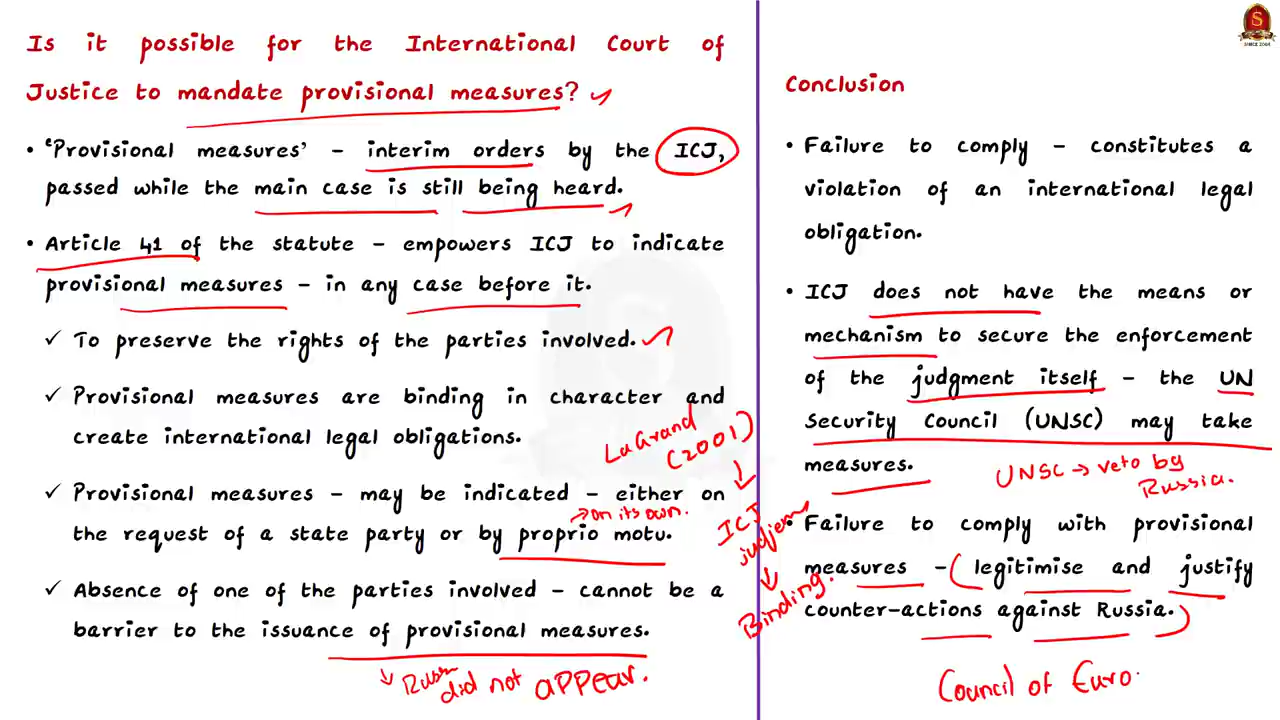 Is it possible for the International Court of
Justice to mandate provisional measures?
• 'Provisional measures' - interim orders by the ICJ,
passed while the main case is still being heard.
• Article 41 of the statute - empowers ICJ to indicate
provisional measures - in any case before it.
✓ To preserve the rights of the parties involved.
✓ Provisional measures are binding in character and
create international legal obligations.
LaGrand
(2001)
ICJ
Binding.
✓ Provisional measures - may be indicated - either on
→ on its own.
the request of a state party or by proprio motu.
✓ Absence of one of the parties involved - cannot be a
barrier to the issuance of provisional measures.
did not appear.
S
SINCE 2004
Conclusion
• Failure to comply - constitutes a
violation of an international legal
obligation.
• ICJ does not have the means or
mechanism to secure the enforcement
of the judgment itself - the UN
Security Council (UNSC) may take
measures.
UNSC → veto by
Russia.
• Failure to comply with provisional
measures - (legitimise and justify
counter-actions against Russia.)
Council of Euro.